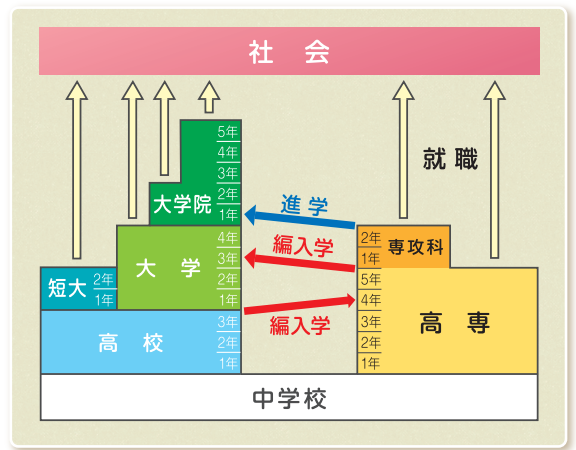 社 会
就 職
5年
4年
3年
2年
1年
大学院
進 学
4年
3年
2年
1年
大 学
編入学
2年
1年
専攻科
短大
2年
1年
5年
4年
3年
2年
1年
高 専
編入学
高 校
3年
2年
1年
中学校